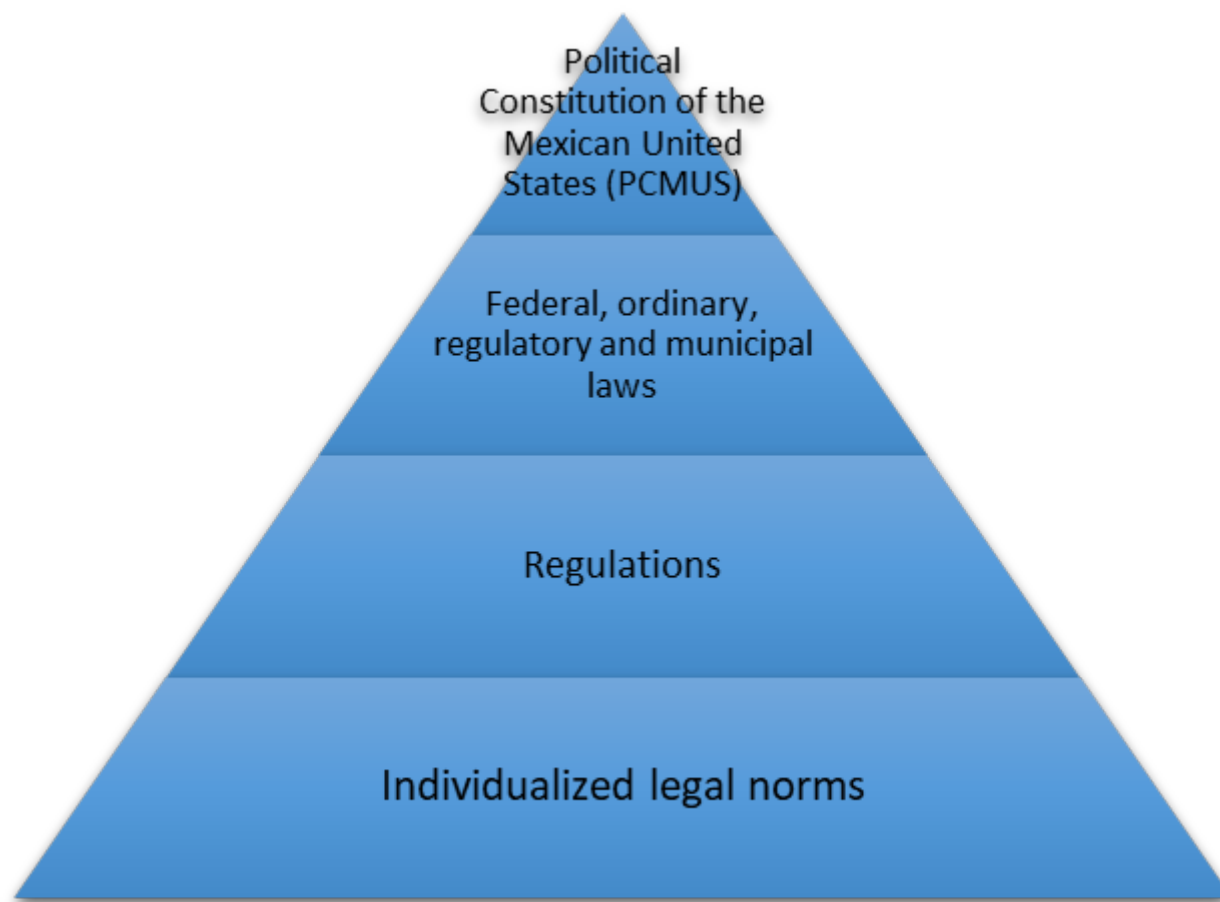 Political
Constitution of the
Mexican United
States (PCMUS)
Federal, ordinary,
regulatory and municipal
laws
Regulations
Individualized legal norms